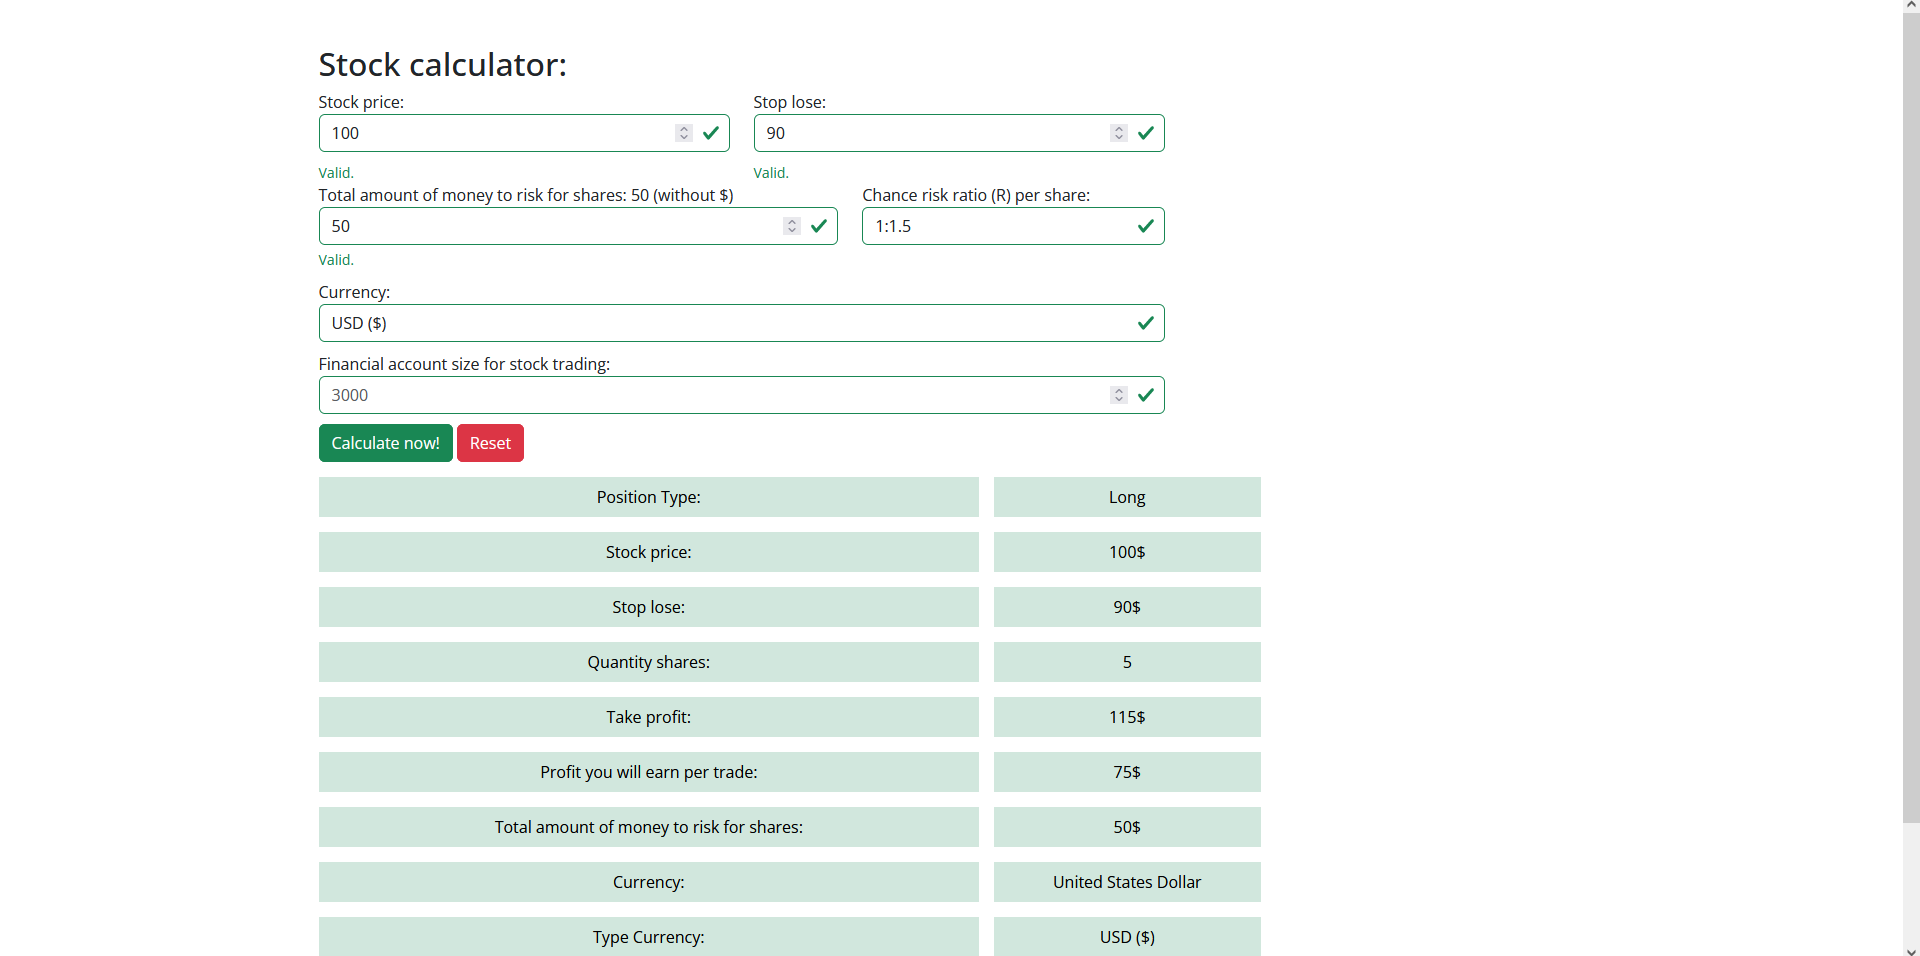 Stock calculator:
Stock price: Stop lose:
100 90
Valid. Valid.
Total amount of money to risk for shares: 50 (without $) Chance risk ratio (R) per share:
50 1:1.5
Valid.
Currency:
USD ($)
Financial account size for stock trading:
3000
Calculate now! Reset
Position Type: Long
Stock price: 100$
Stop lose: 90$
Quantity shares: 5
Take profit: 115$
Profit you will earn per trade: 75$
Total amount of money to risk for shares: 50$
Currency: United States Dollar
Type Currency: USD ($)